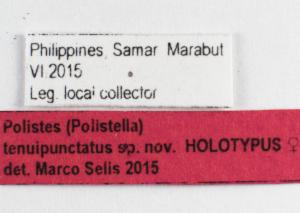 Philippines, Samar Marabut
VI 2015
Leg. local collector
Polistes (Polistella)
tenuipunctatus sp. nov. HOLOTYPUS ♀
det. Marco Selis 2015